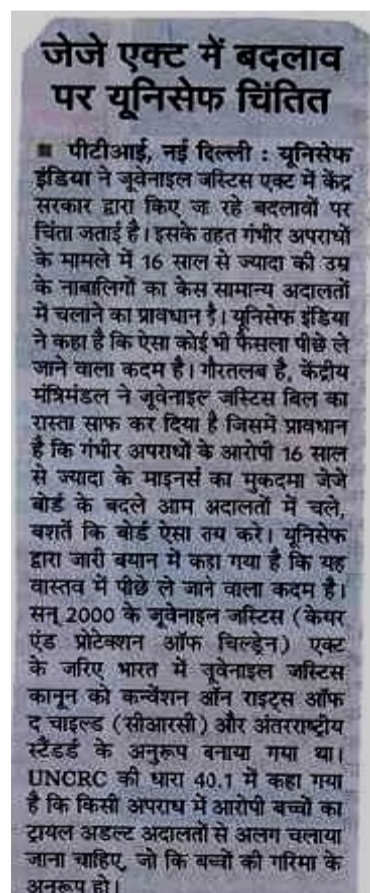 जेजे एक्ट में बदलाव
पर यूनिसेफ चिंतित
■ पीटीआई, नई दिल्ली : यूनिसेफ
इंडिया ने जूवेनाइल जस्टिस एक्ट में केंद्र
सरकार द्वारा किए जा रहे बदलावों पर
चिंता जताई है। इसके तहत गंभीर अपराधों
के मामले में 16 साल से ज्यादा की उम्र
के नाबालिगों का केस सामान्य अदालतों
में चलाने का प्रावधान है। यूनिसेफ इंडिया
ने कहा है कि ऐसा कोई भी फैसला पीछे ले
जाने वाला कदम है। गौरतलब है, केंद्रीय
मंत्रिमंडल ने जूवेनाइल जस्टिस बिल का
रास्ता साफ कर दिया है जिसमें प्रावधान
है कि गंभीर अपराधों के आरोपी 16 साल
से ज्यादा के माइनर्स का मुकदमा जेजे
बोर्ड के बदले आम अदालतों में चले,
बशर्ते कि बोर्ड ऐसा तय करे। यूनिसेफ
द्वारा जारी बयान में कहा गया है कि यह
वास्तव में पीछे ले जाने वाला कदम है।
सन् 2000 के जूवेनाइल जस्टिस (केयर
एंड प्रोटेक्शन ऑफ चिल्ड्रेन) एक्ट
के जरिए भारत में जूवेनाइल जस्टिस
कानून को कन्वेंशन ऑन राइट्स ऑफ
द चाइल्ड (सीआरसी) और अंतरराष्ट्रीय
स्टैंडर्ड के अनुरूप बनाया गया था।
UNCRC की धारा 40.1 में कहा गया
है कि किसी अपराध में आरोपी बच्चों का
ट्रायल अडल्ट अदालतों से अलग चलाया
जाना चाहिए, जो कि बच्चों की गरिमा के
अनुरूप हो।